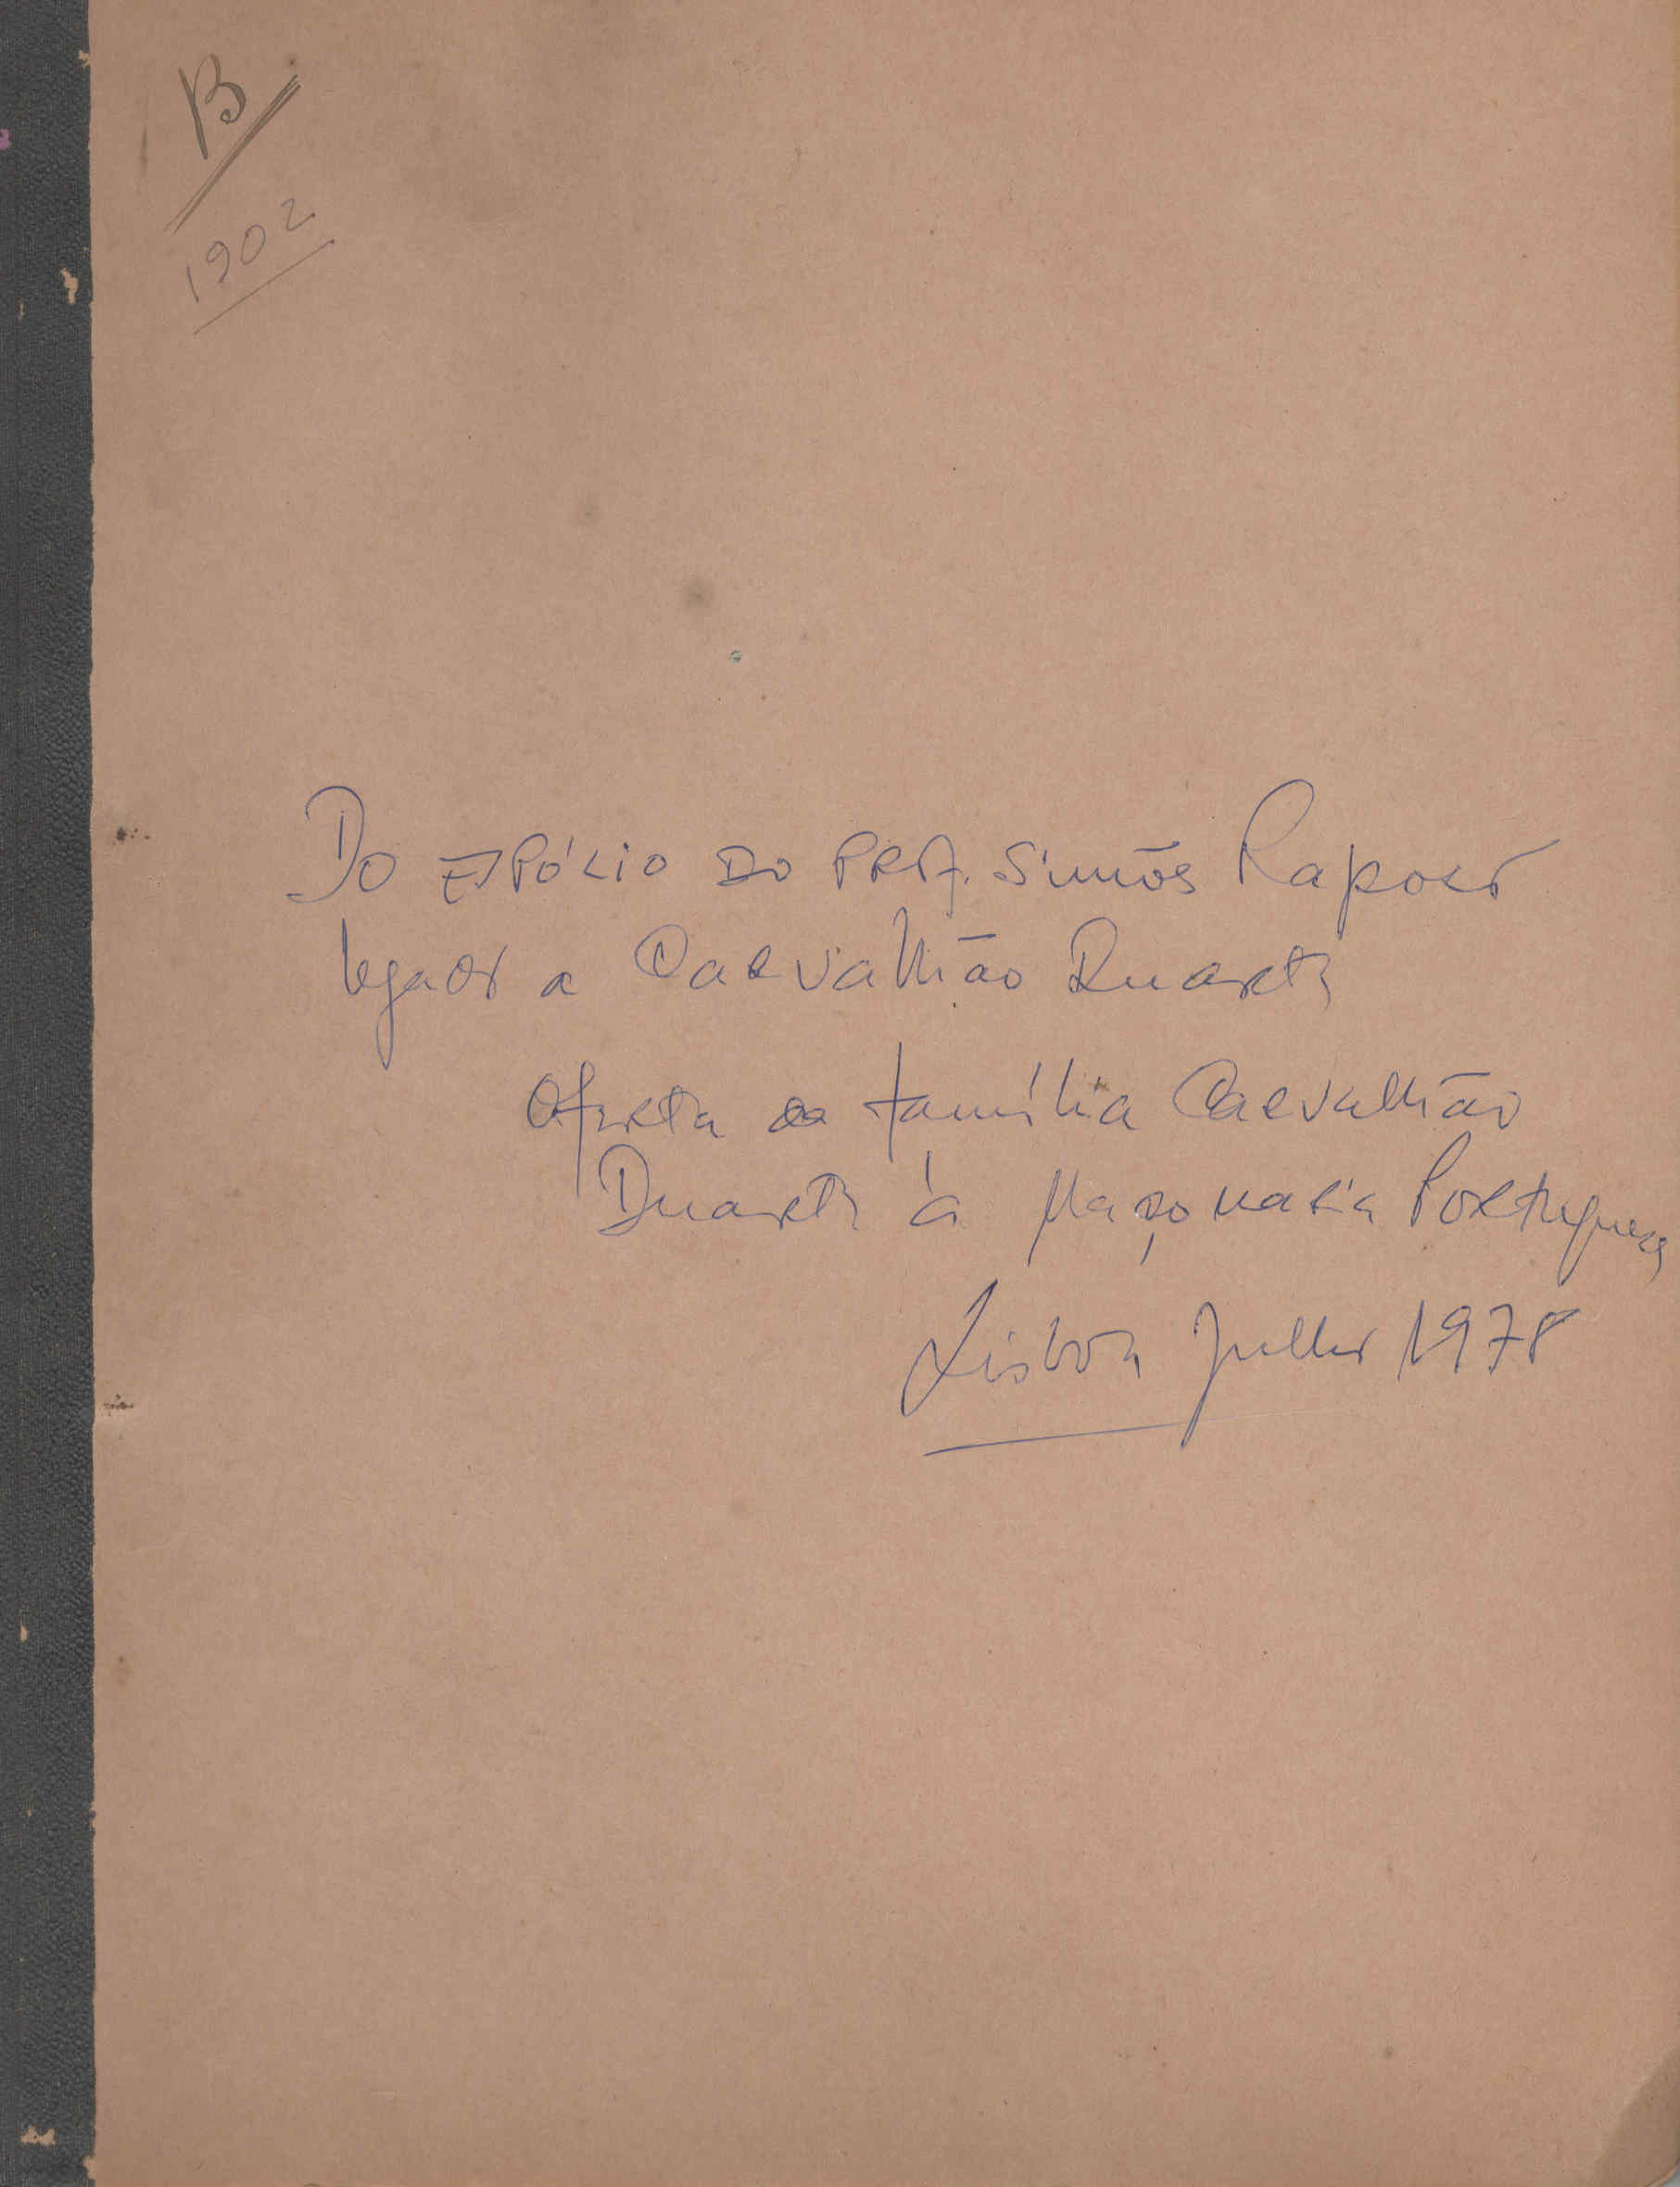 B
1902
Do ESPÓLIO DO PROF. Simões Raposo
legado a Carvalhão Duarte
Oferta da família Carvalhão
Duarte à Maçonaria Portuguesa
Lisboa Julho 1978